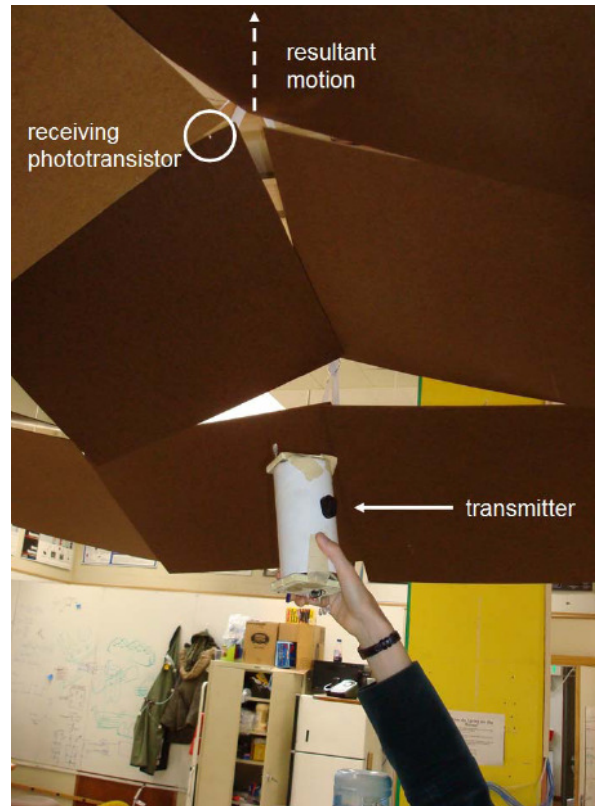 resultant
motion
receiving
phototransistor
transmitter